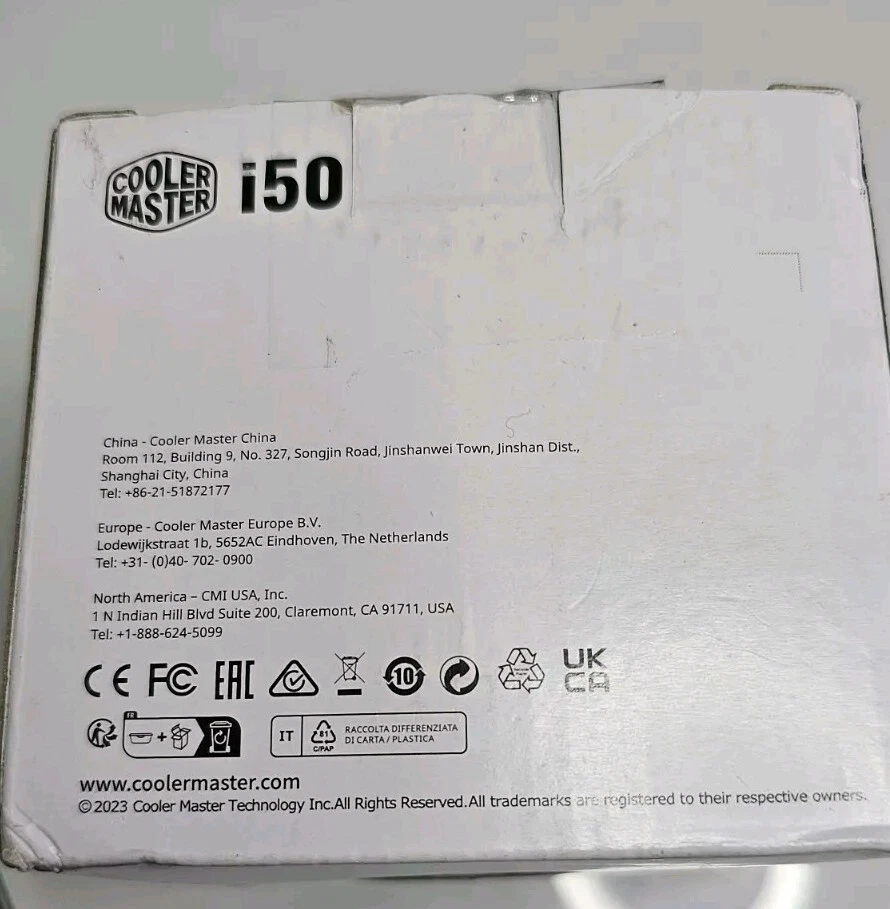 COOLER
MASTER
i50
China - Cooler Master China
Room 112, Building 9, No. 327, Songjin Road, Jinshanwei Town, Jinshan Dist.,
Shanghai City, China
Tel: +86-21-51872177
Europe - Cooler Master Europe B.V.
Lodewijkstraat 1b, 5652AC Eindhoven, The Netherlands
Tel: +31- (0)40- 702- 0900
North America – CMI USA, Inc.
1 N Indian Hill Blvd Suite 200, Claremont, CA 91711, USA
Tel: +1-888-624-5099
CE FC EAC 10 UK
CA
FR
+
IT 81
C/PAP
RACCOLTA DIFFERENZIATA
DI CARTA / PLASTICA
www.coolermaster.com
©2023 Cooler Master Technology Inc.All Rights Reserved.All trademarks are registered to their respective owners.